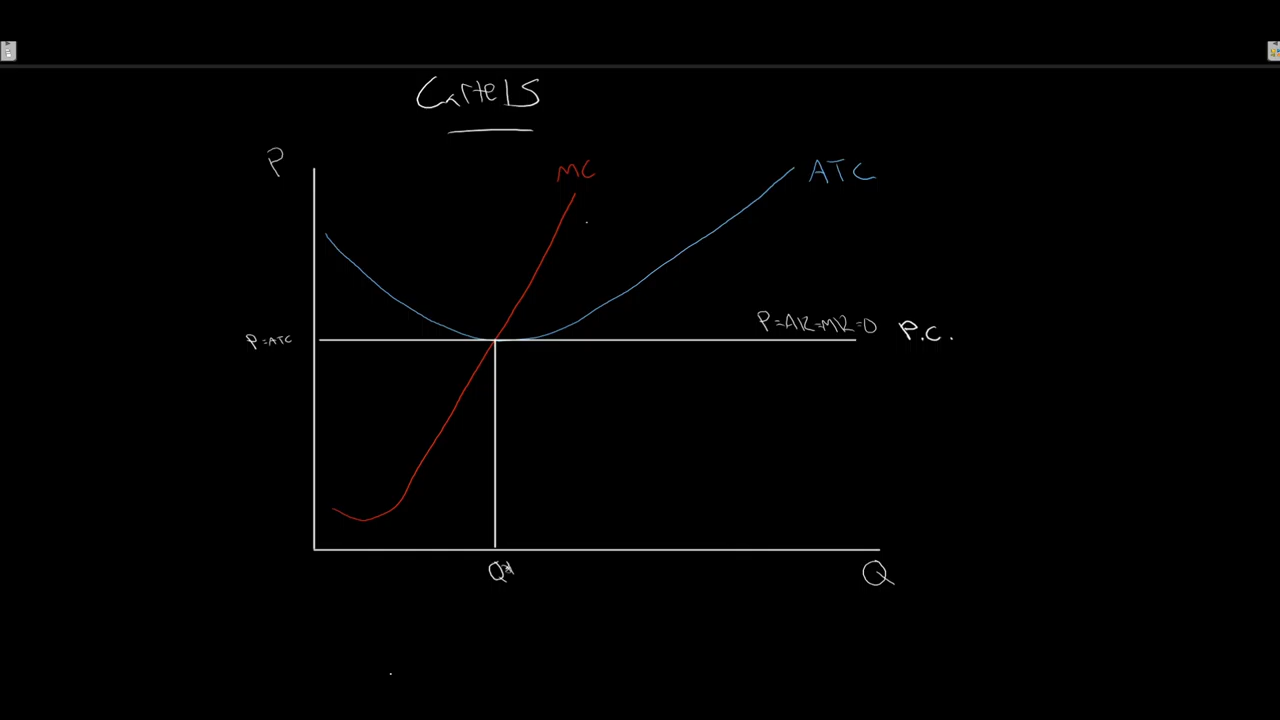 Cartels
P
MC
ATC
P=AR=MR=D
P.C.
P=ATC
Q*
Q